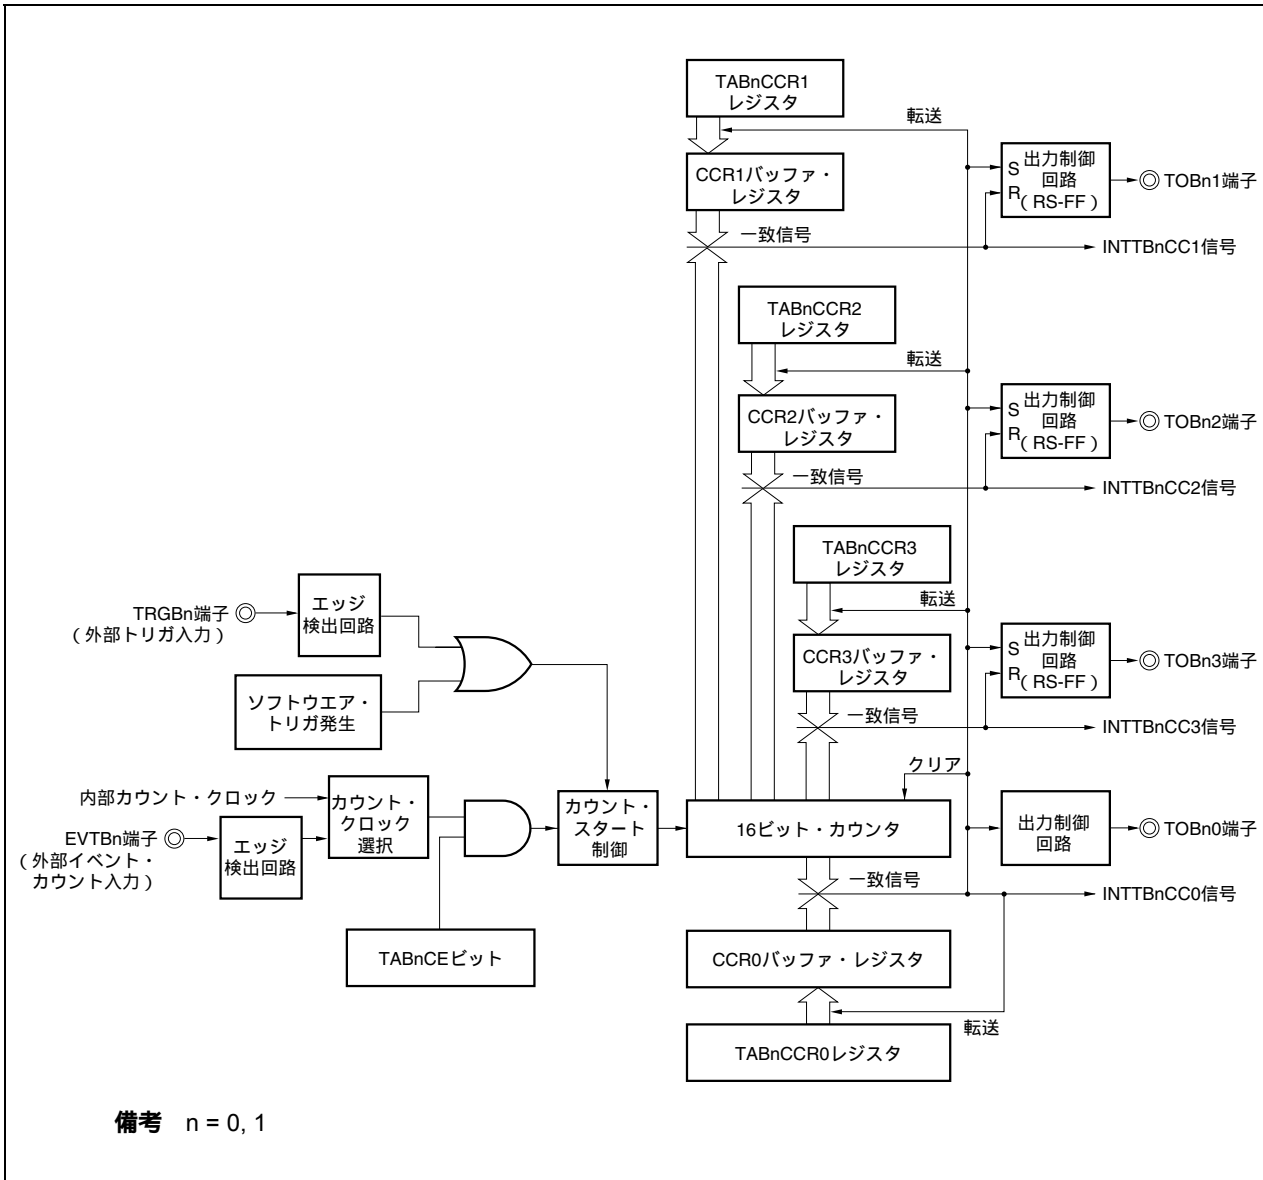 TABnCCR1
レジスタ
転送
CCR1バッファ・
レジスタ
S
R
出力制御
回路
（RS-FF）
TOBn1端子
一致信号
INTTBnCC1信号
TABnCCR2
レジスタ
転送
CCR2バッファ・
レジスタ
S
R
出力制御
回路
（RS-FF）
TOBn2端子
一致信号
INTTBnCC2信号
TABnCCR3
レジスタ
転送
CCR3バッファ・
レジスタ
S
R
出力制御
回路
（RS-FF）
TOBn3端子
一致信号
INTTBnCC3信号
TRGBn端子
（外部トリガ入力）
エッジ
検出回路
ソフトウエア・
トリガ発生
内部カウント・クロック
EVTBn端子
（外部イベント・
カウント入力）
エッジ
検出回路
カウント・
クロック
選択
TABnCEビット
カウント・
スタート
制御
クリア
16ビット・カウンタ
出力制御
回路
TOBn0端子
一致信号
INTTBnCC0信号
CCR0バッファ・レジスタ
転送
TABnCCR0レジスタ
備考 n = 0, 1